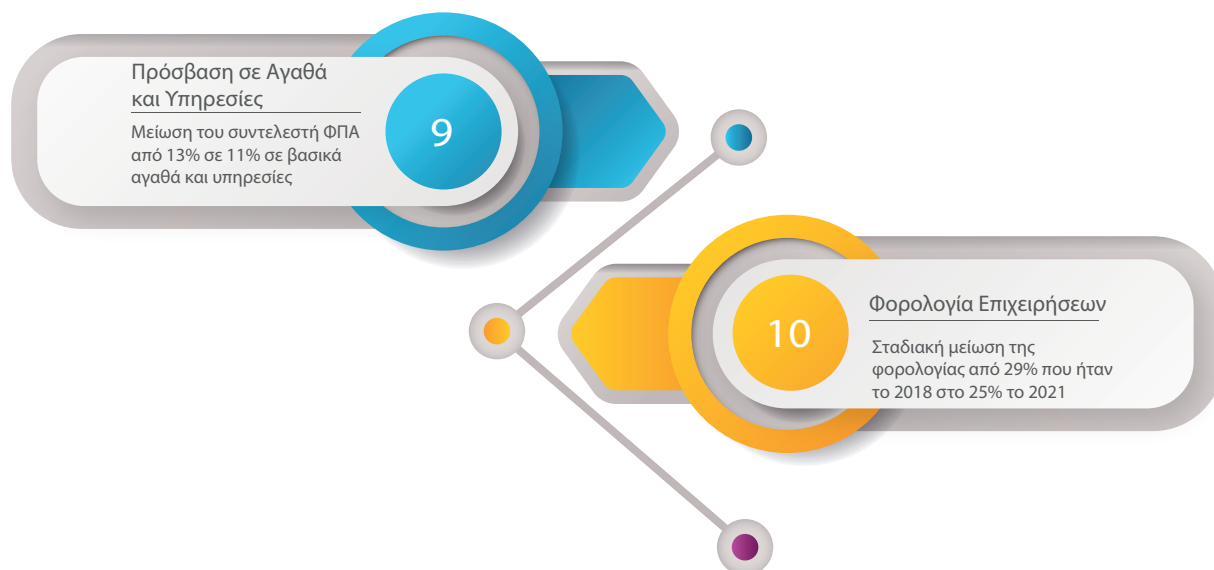 Πρόσβαση σε Αγαθά
και Υπηρεσίες
Μείωση του συντελεστή ΦΠΑ
από 13% σε 11% σε βασικά
αγαθά και υπηρεσίες
9
10
Φορολογία Επιχειρήσεων
Σταδιακή μείωση της
φορολογίας από 29% που ήταν
το 2018 στο 25% το 2021